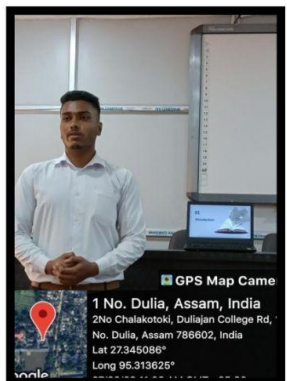 GPS Map Came
1 No. Dulia, Assam, India
2No Chalakotoki, Duliajan College Rd,
No. Dulia, Assam 786602, India
Lat 27.345086°
Long 95.313625°